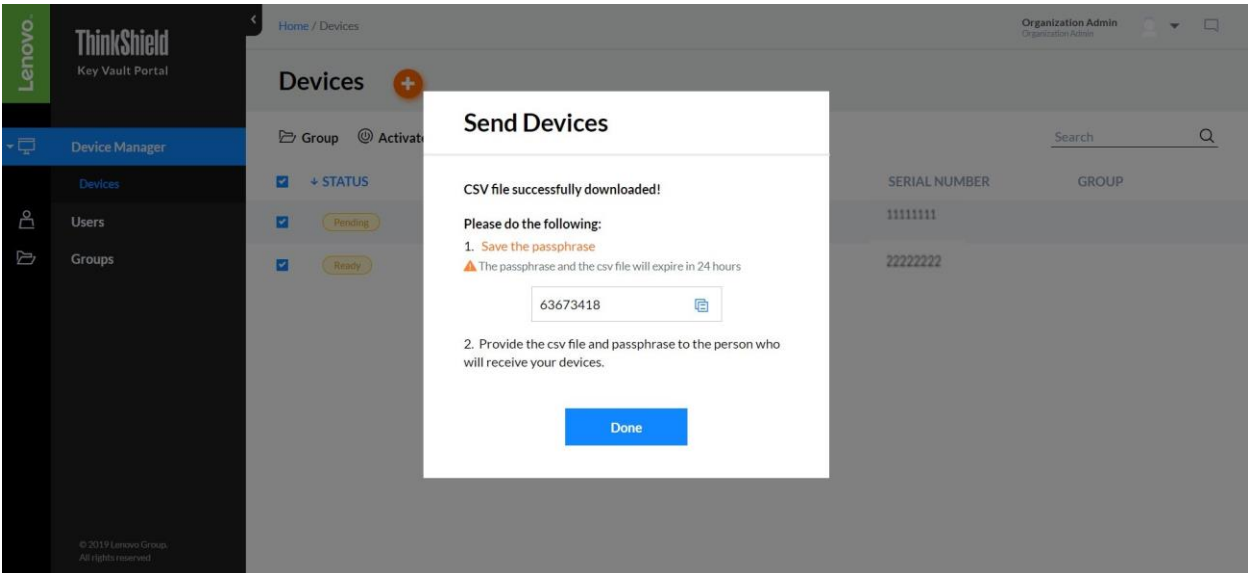 Lenovo
ThinkShield
Key Vault Portal
Device Manager
Devices
Users
Groups
© 2019 Lenovo Group.
All rights reserved
Home / Devices
Organization Admin
Organization Admin
Devices
Group
Activate
Search
STATUS
SERIAL NUMBER
GROUP
Pending
11111111
Ready
22222222
Send Devices
CSV file successfully downloaded!
Please do the following:
1. Save the passphrase
The passphrase and the csv file will expire in 24 hours
63673418
2. Provide the csv file and passphrase to the person who
will receive your devices.
Done